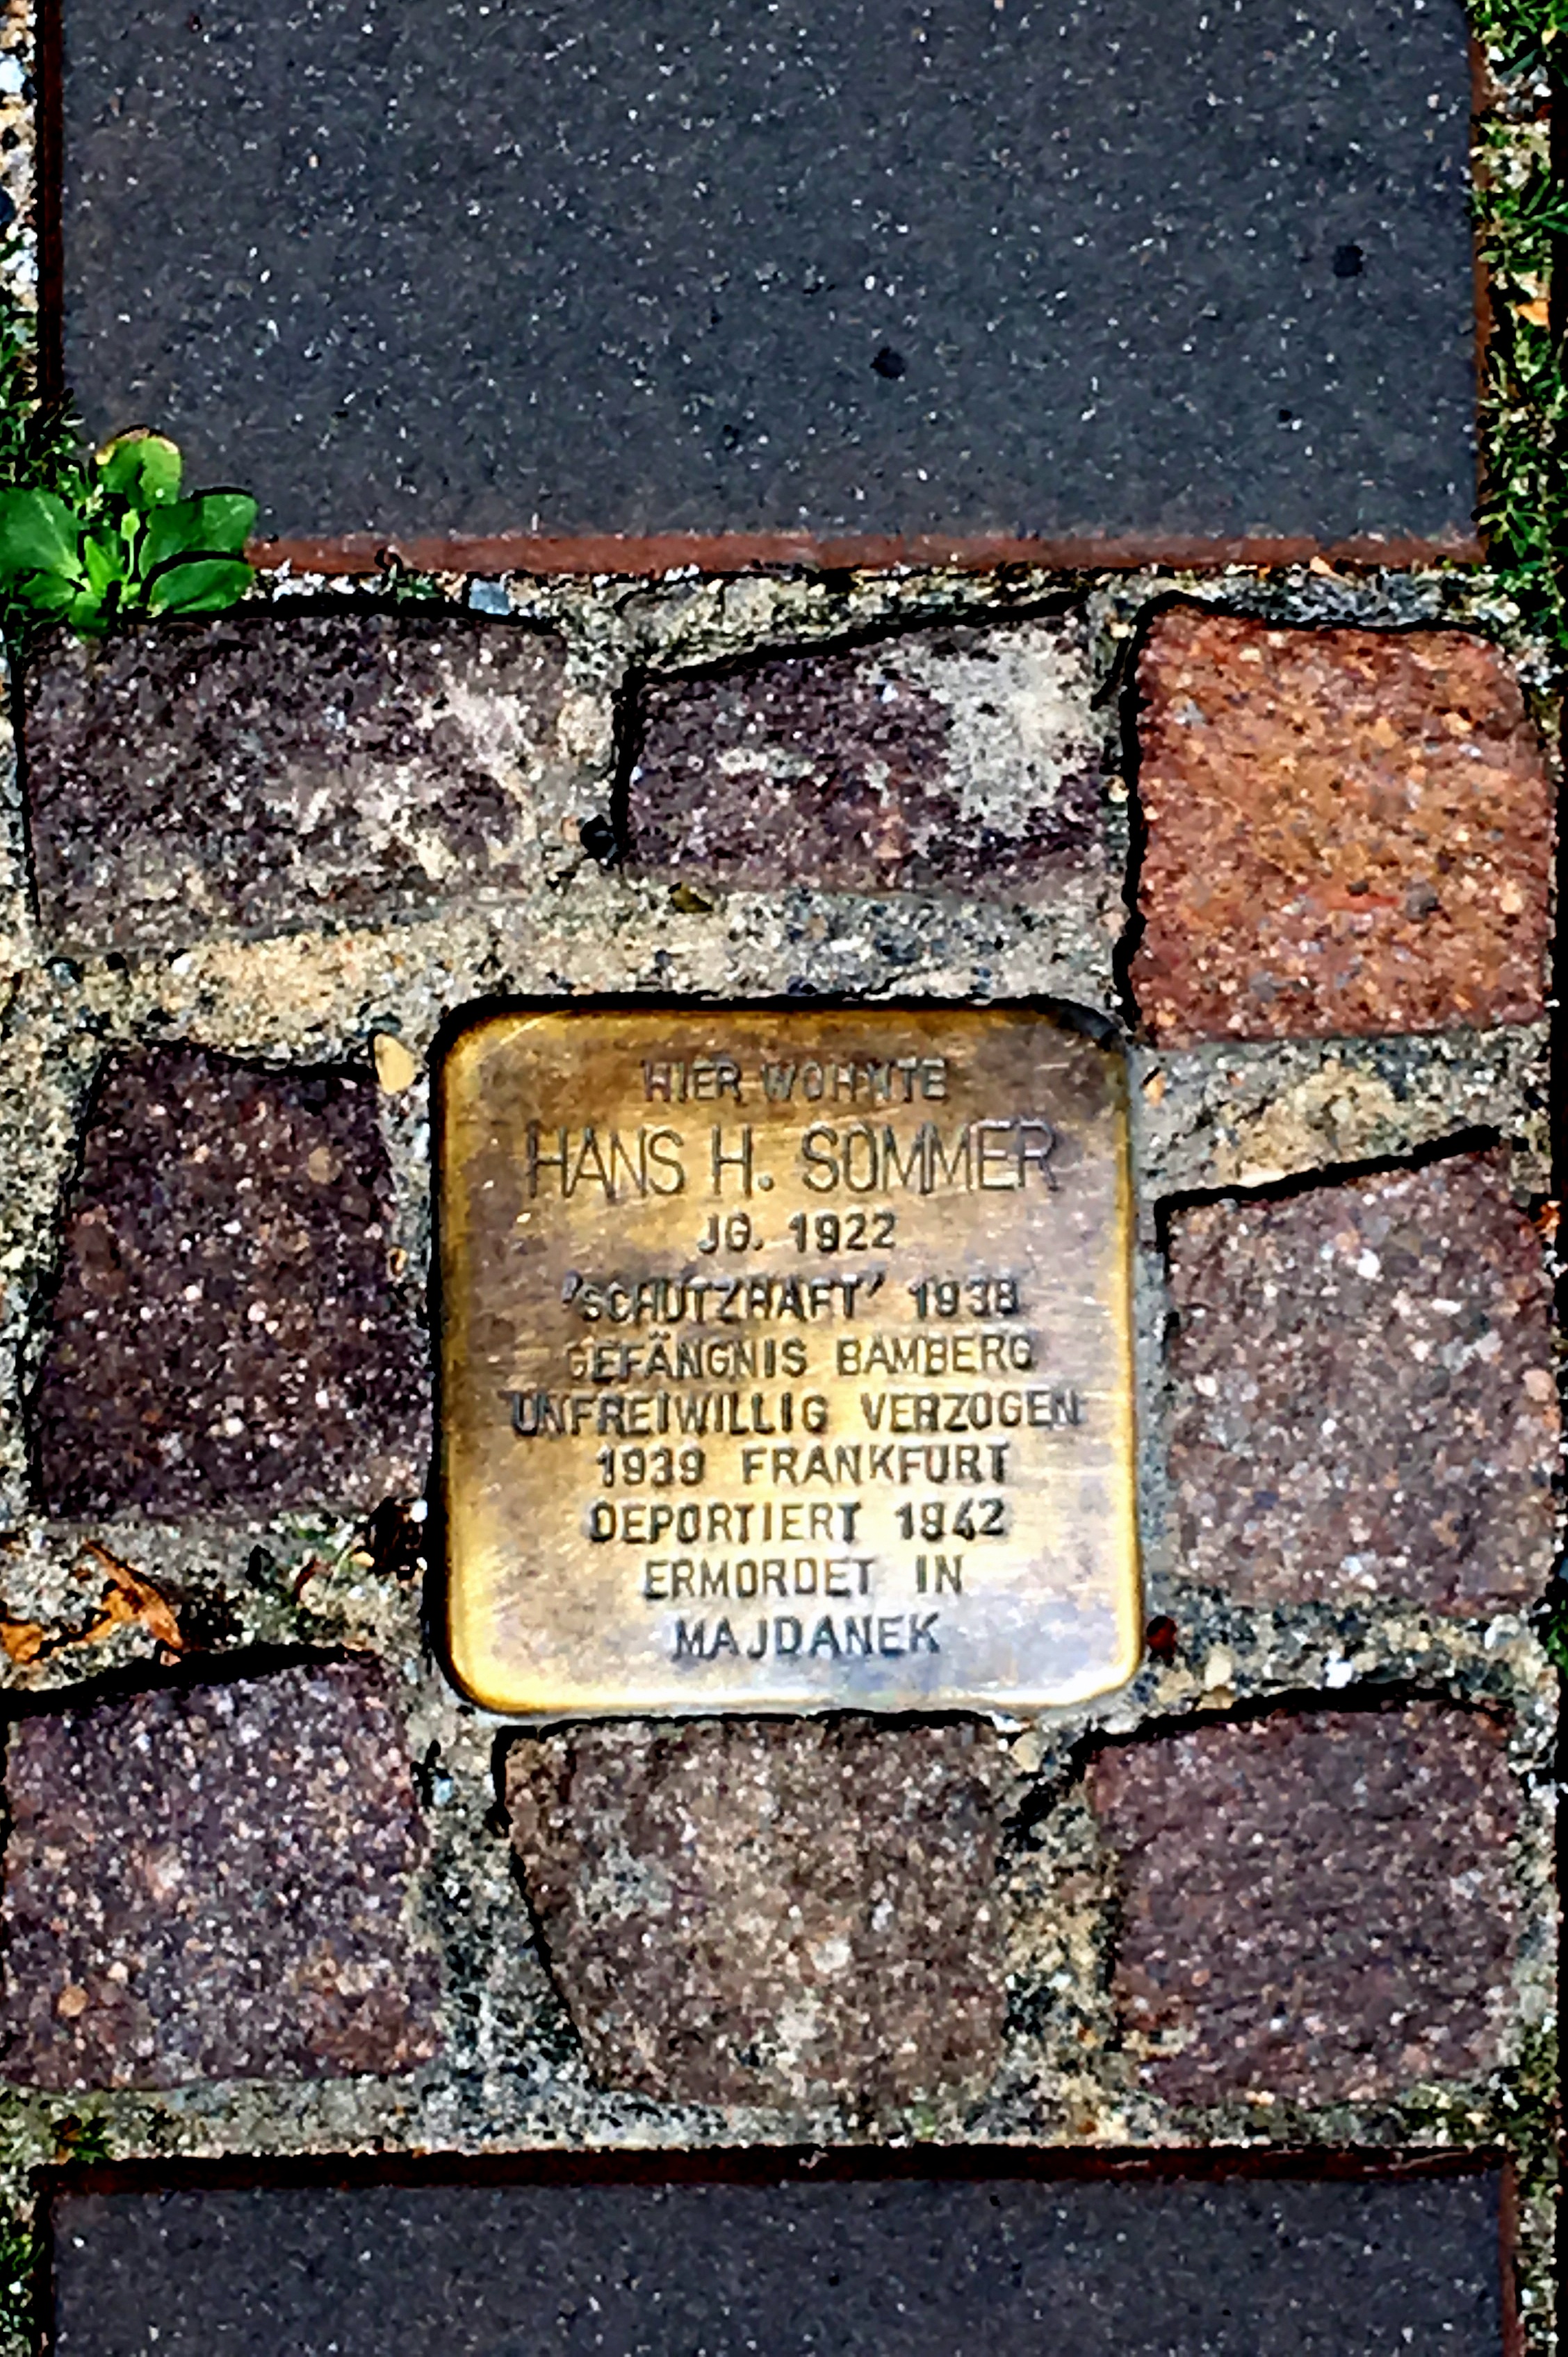 HIER WOHNTE
HANS H. SOMMER
JG. 1922
'SCHUTZHAFT' 1938
GEFÄNGNIS BAMBERG
UNFREIWILLIG VERZOGEN
1939 FRANKFURT
DEPORTIERT 1942
ERMORDET IN
MAJDANEK